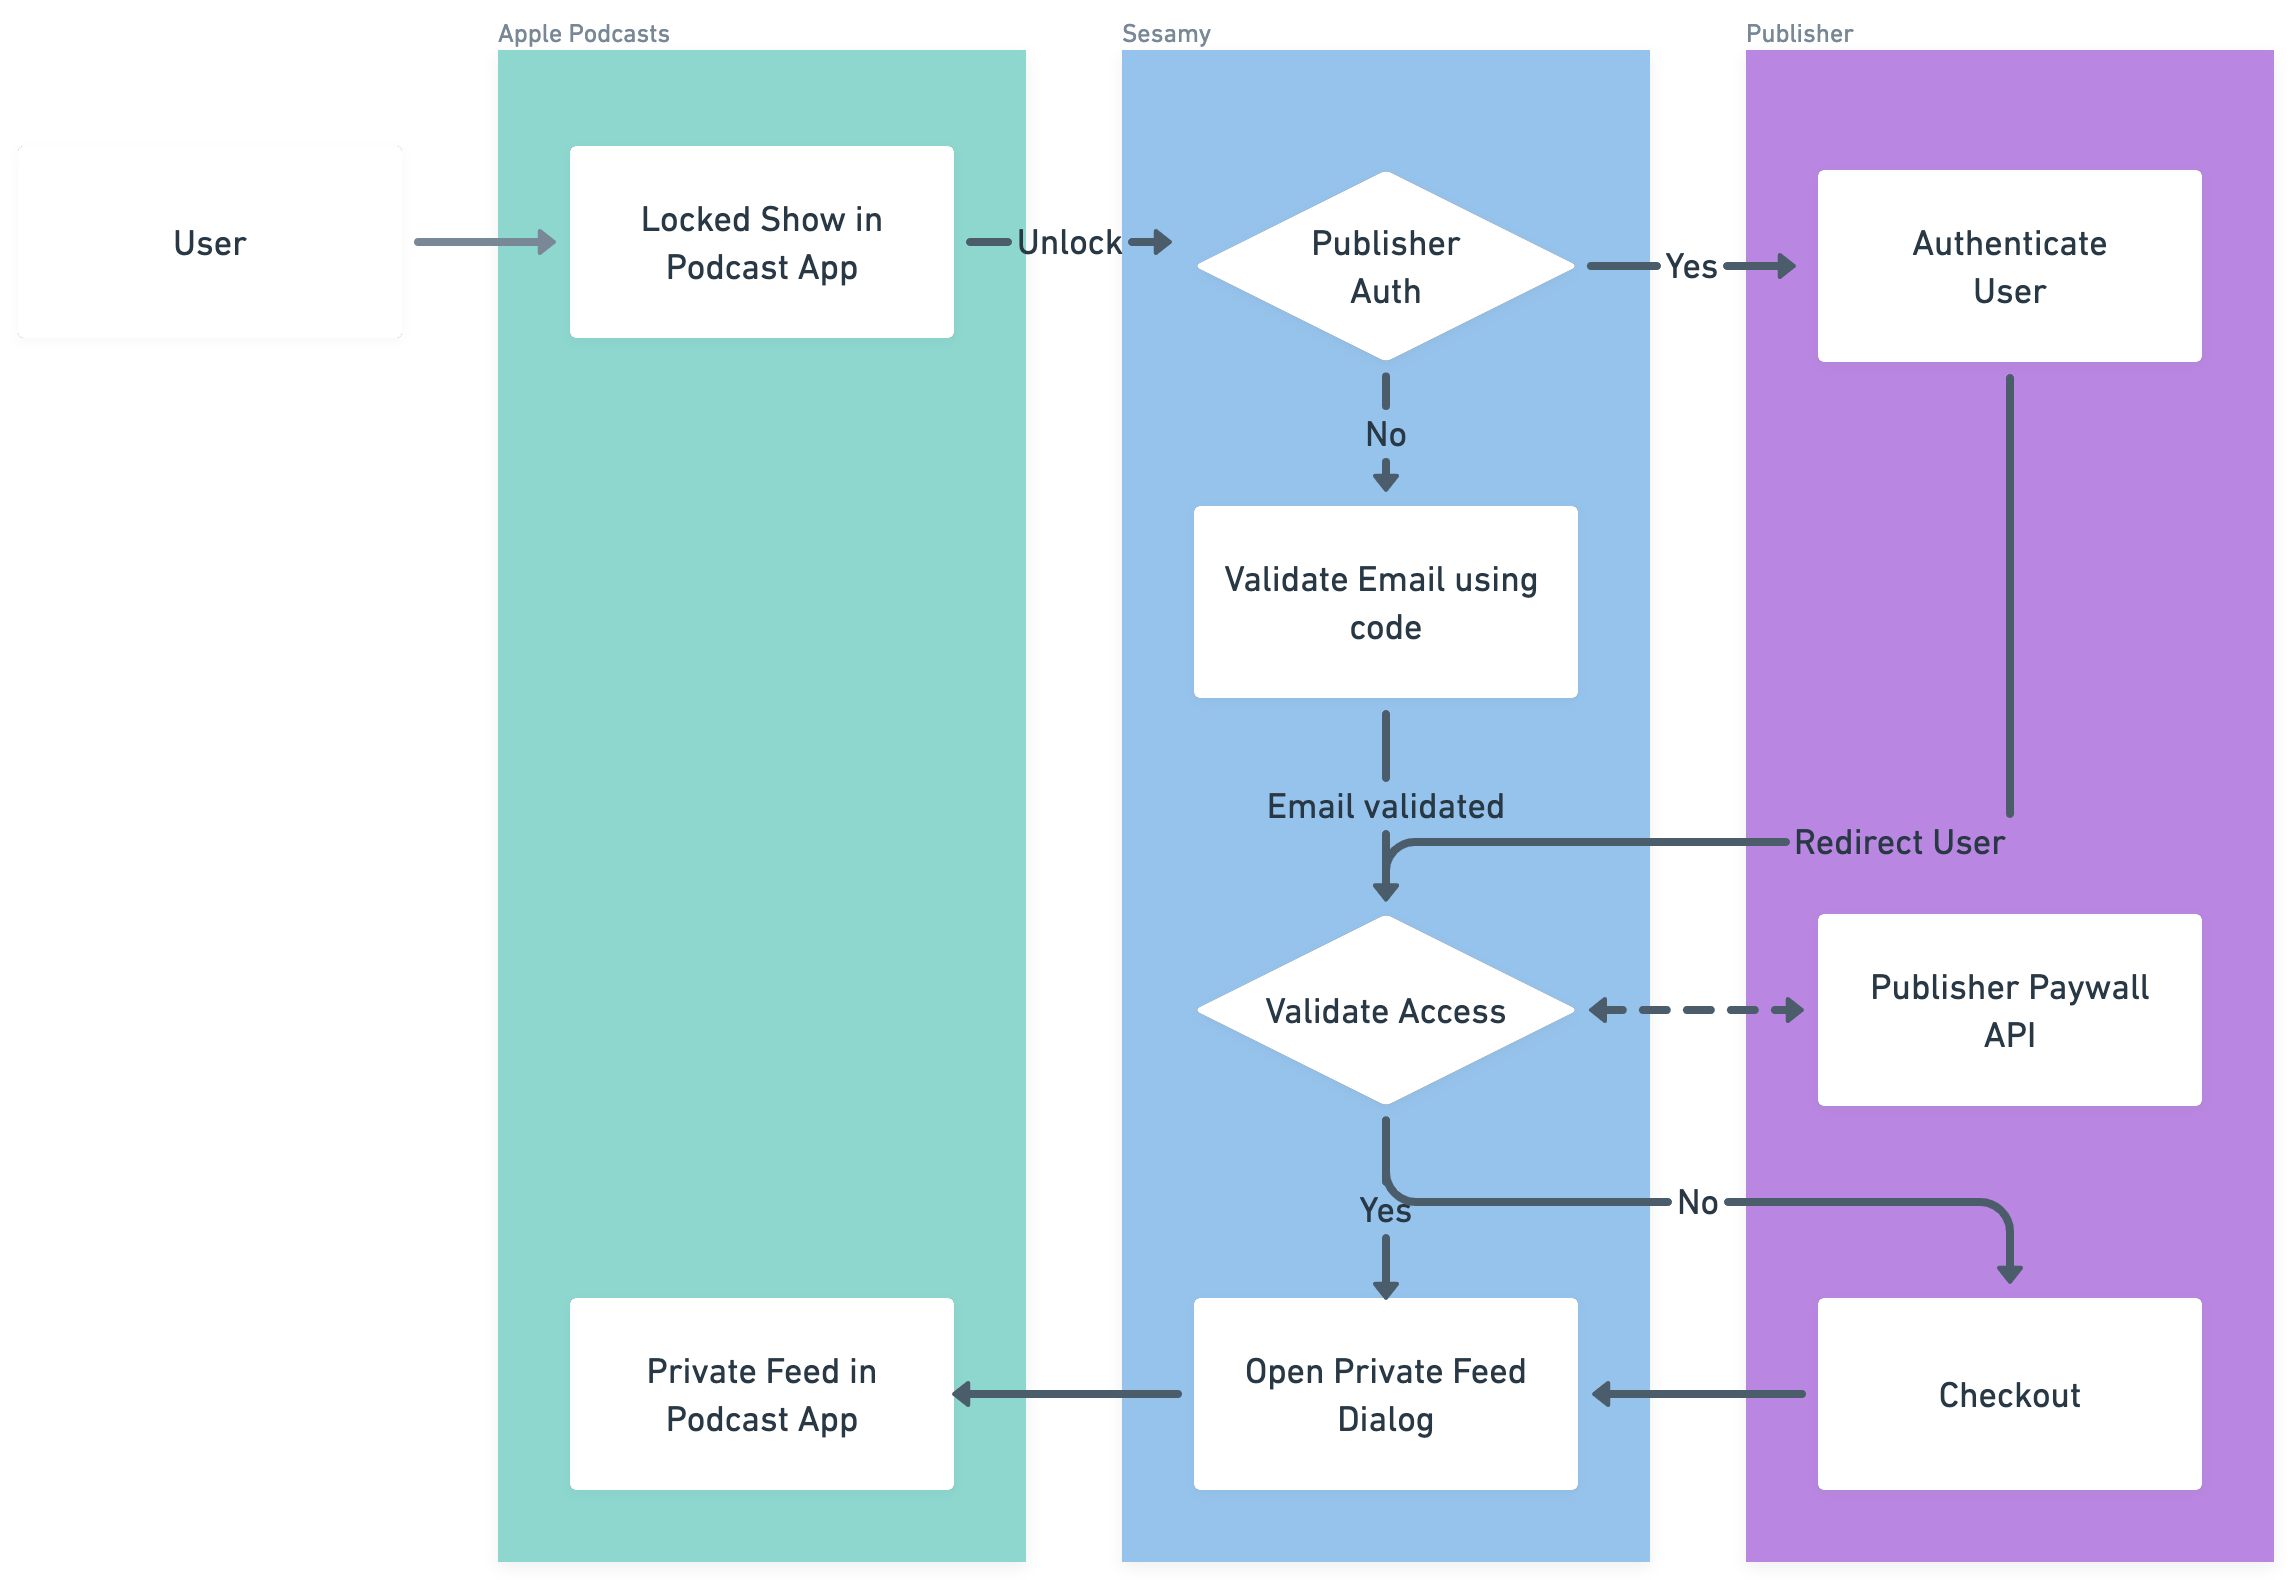 Apple Podcasts
Sesamy
Publisher
User
Locked Show in
Podcast App
Unlock
Publisher
Auth
Yes
Authenticate
User
No
Validate Email using
code
Email validated
Redirect User
Validate Access
Publisher Paywall
API
Yes
No
Private Feed in
Podcast App
Open Private Feed
Dialog
Checkout